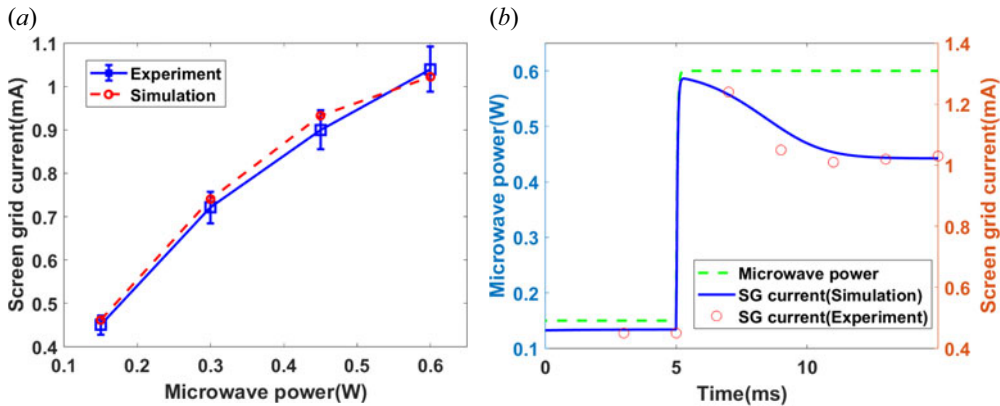 (a)
1.1
1
0.9
0.8
0.7
0.6
0.5
0.4
Screen grid current(mA)
Experiment
Simulation
0.1 0.2 0.3 0.4 0.5 0.6
Microwave power(W)
(b)
0.6
0.5
0.4
0.3
0.2
0.1
Microwave power(W)
1.4
1.2
1
0.8
0.6
0.4
Screen grid current(mA)
Microwave power
SG current(Simulation)
SG current(Experiment)
0 5 10
Time(ms)